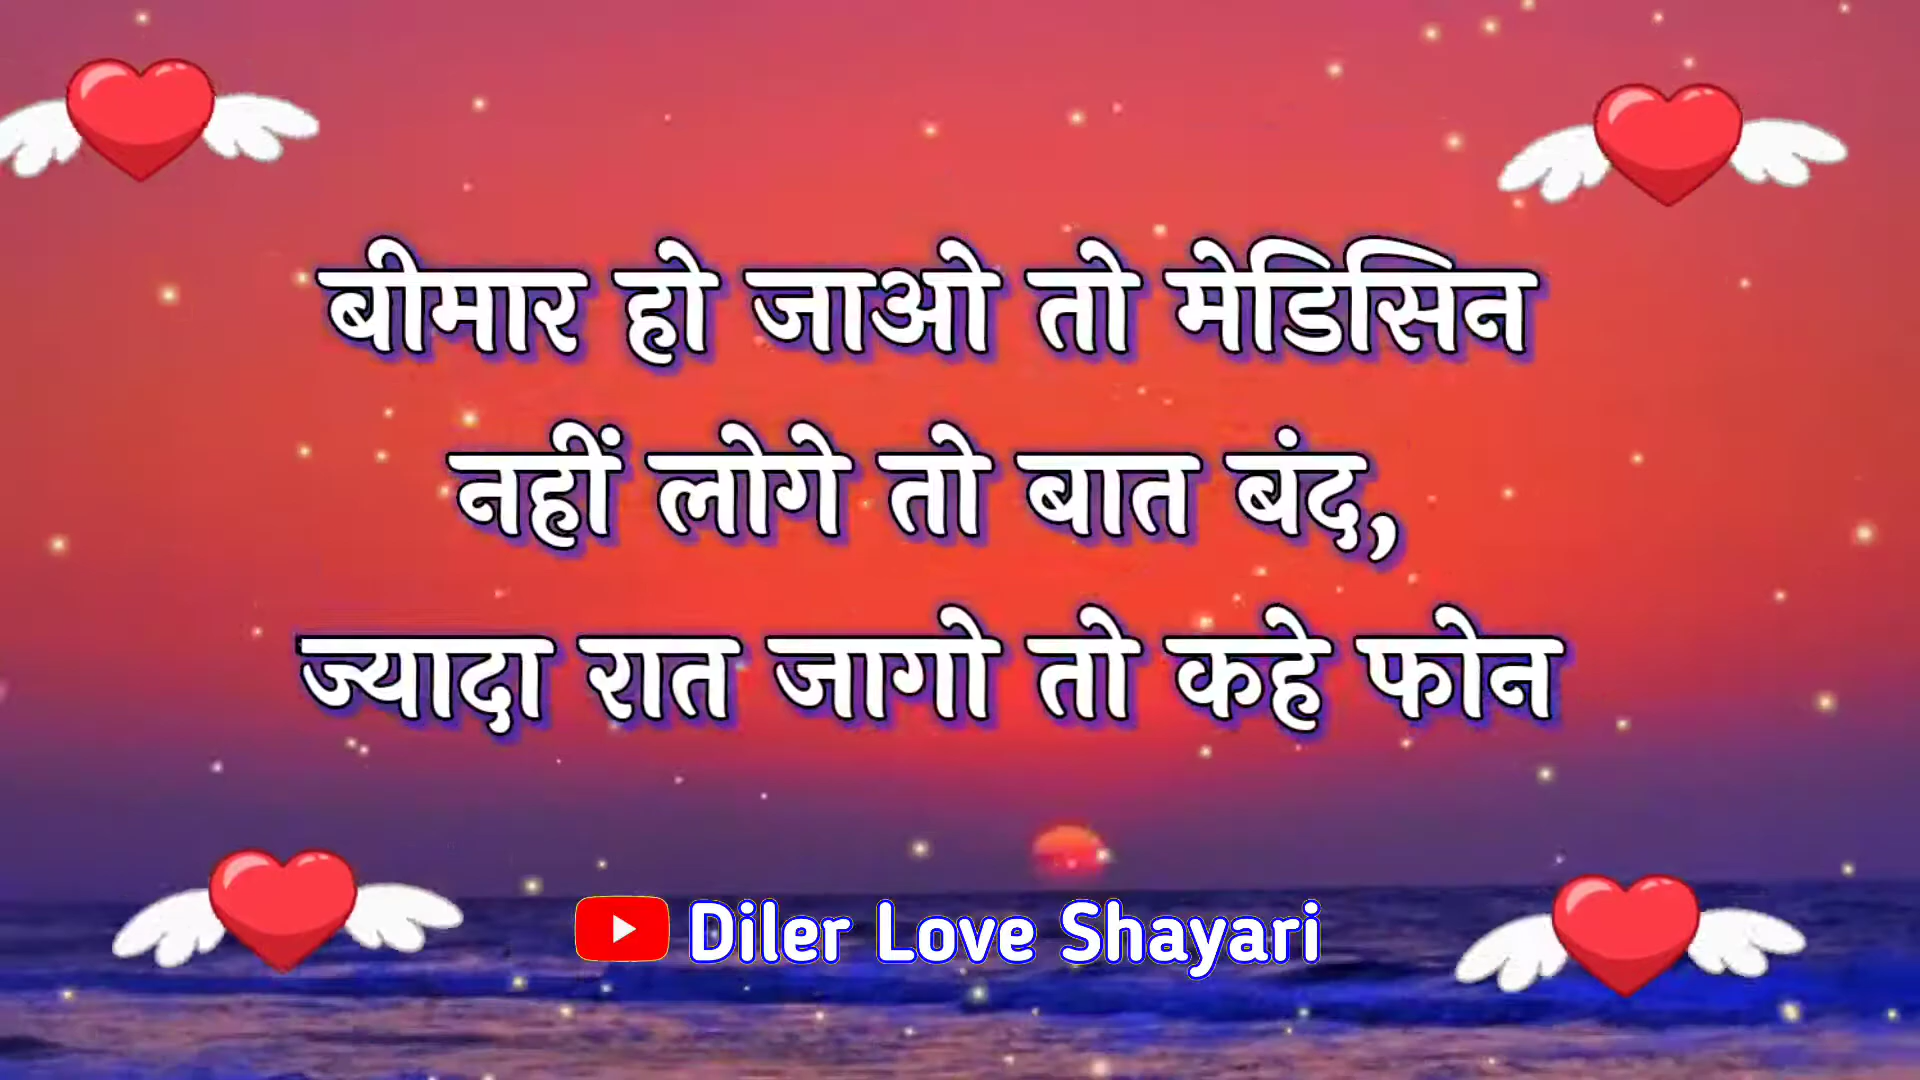 बीमार हो जाओ तो मेडिसिन
नहीं लोगे तो बात बंद,
ज्यादा रात जागो तो कहे फोन
Diler Love Shayari